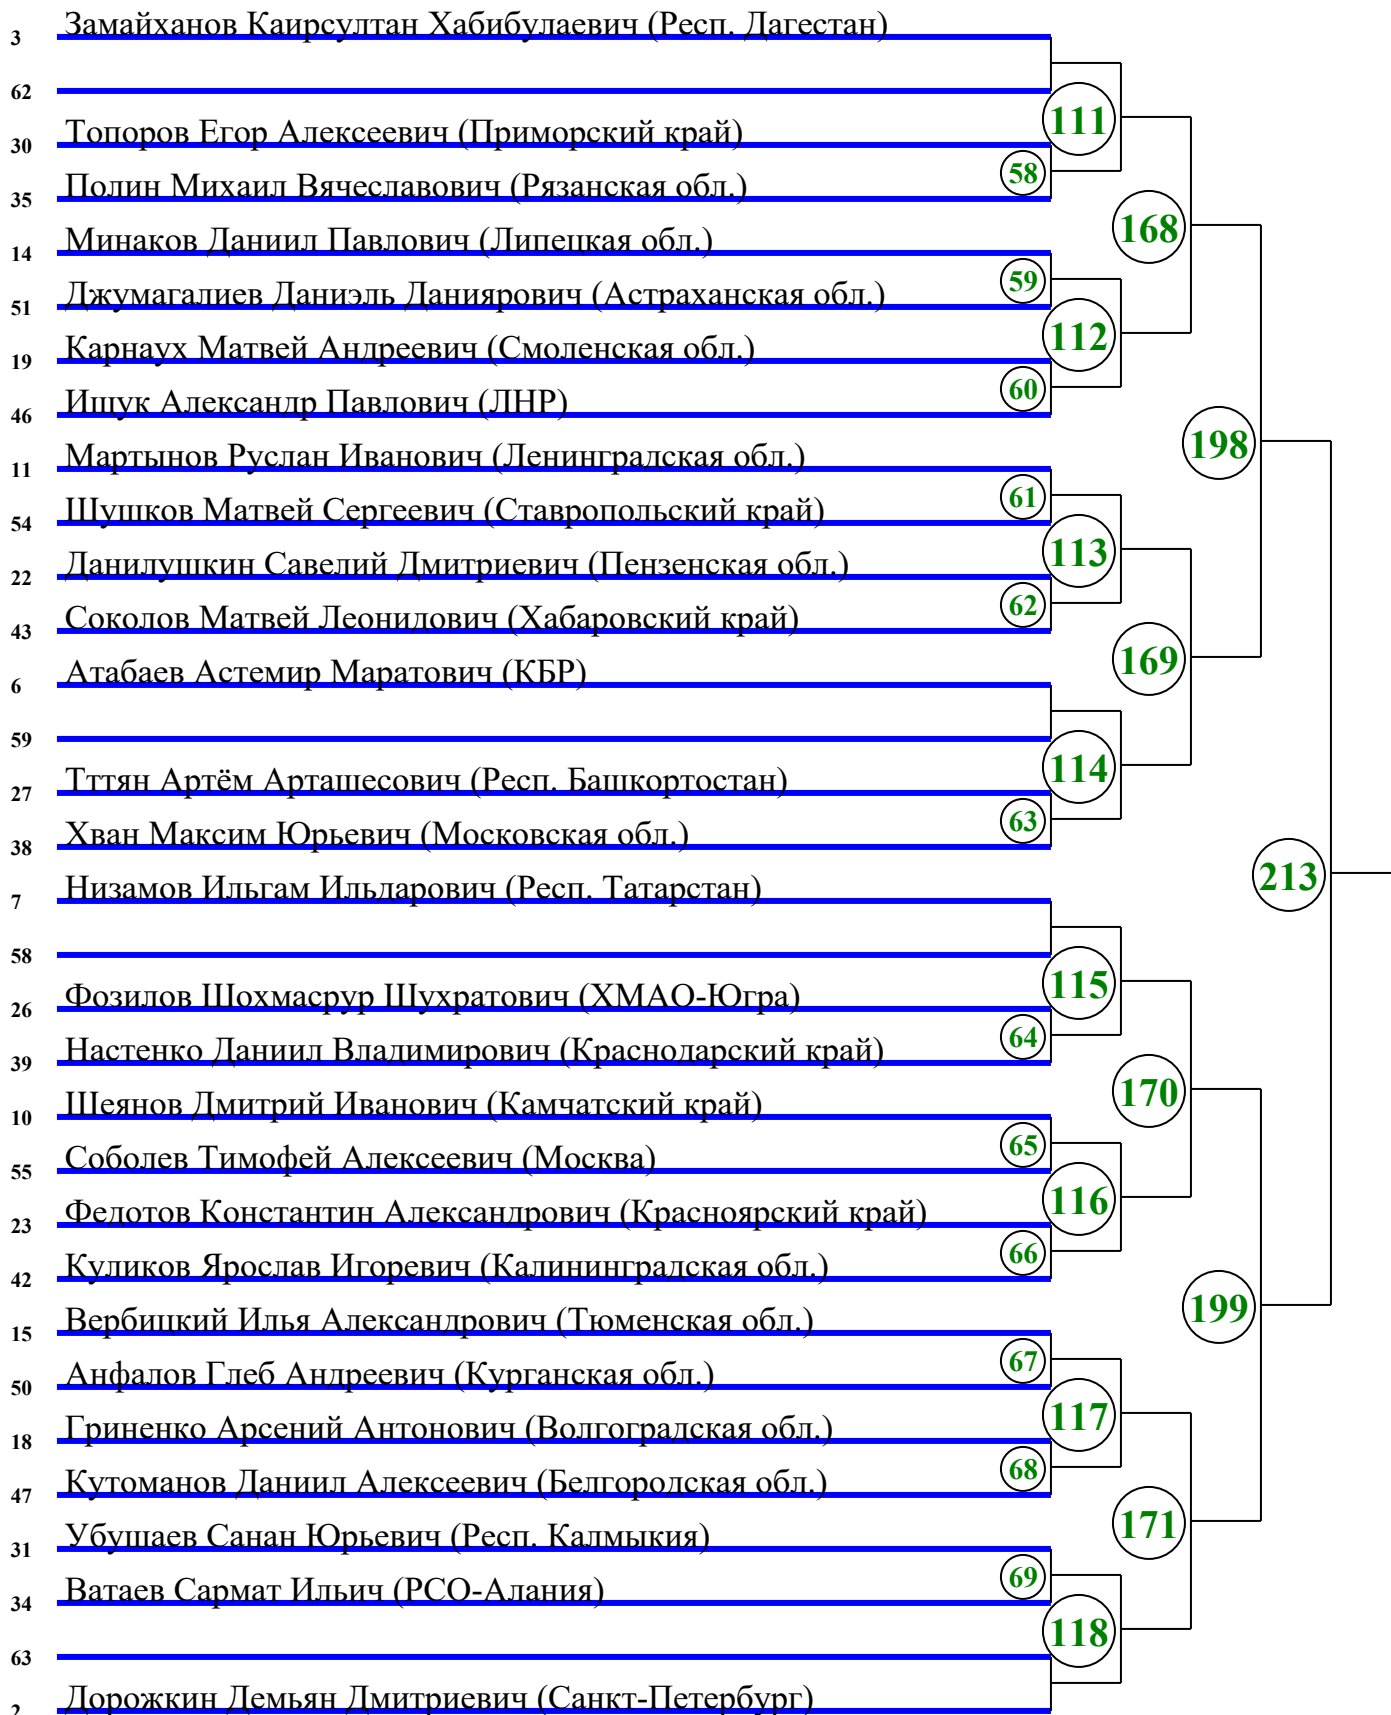 3 Замайханов Каирсултан Хабибулаевич (Респ. Дагестан)
62
111
30 Топоров Егор Алексеевич (Приморский край)
58
35 Полин Михаил Вячеславович (Рязанская обл.)
168
14 Минаков Даниил Павлович (Липецкая обл.)
59
51 Джумагалиев Даниэль Даниярович (Астраханская обл.)
112
19 Карнаух Матвей Андреевич (Смоленская обл.)
60
46 Ищук Александр Павлович (ЛНР)
198
11 Мартынов Руслан Иванович (Ленинградская обл.)
61
54 Шушков Матвей Сергеевич (Ставропольский край)
113
22 Данилушкин Савелий Дмитриевич (Пензенская обл.)
62
43 Соколов Матвей Леонидович (Хабаровский край)
169
6 Атабаев Астемир Маратович (КБР)
59
114
27 Тттян Артём Арташесович (Респ. Башкортостан)
63
38 Хван Максим Юрьевич (Московская обл.)
213
7 Низамов Ильгам Ильдарович (Респ. Татарстан)
58
115
26 Фозилов Шохмасрур Шухратович (ХМАО-Югра)
64
39 Настенко Даниил Владимирович (Краснодарский край)
170
10 Шеянов Дмитрий Иванович (Камчатский край)
65
55 Соболев Тимофей Алексеевич (Москва)
116
23 Федотов Константин Александрович (Красноярский край)
66
42 Куликов Ярослав Игоревич (Калининградская обл.)
199
15 Вербицкий Илья Александрович (Тюменская обл.)
67
50 Анфалов Глеб Андреевич (Курганская обл.)
117
18 Гриненко Арсений Антонович (Волгоградская обл.)
68
47 Кутоманов Даниил Алексеевич (Белгородская обл.)
171
31 Убушаев Санан Юрьевич (Респ. Калмыкия)
69
34 Ватаев Сармат Ильич (РСО-Алания)
118
63
2 Дорожкин Демьян Дмитриевич (Санкт-Петербург)